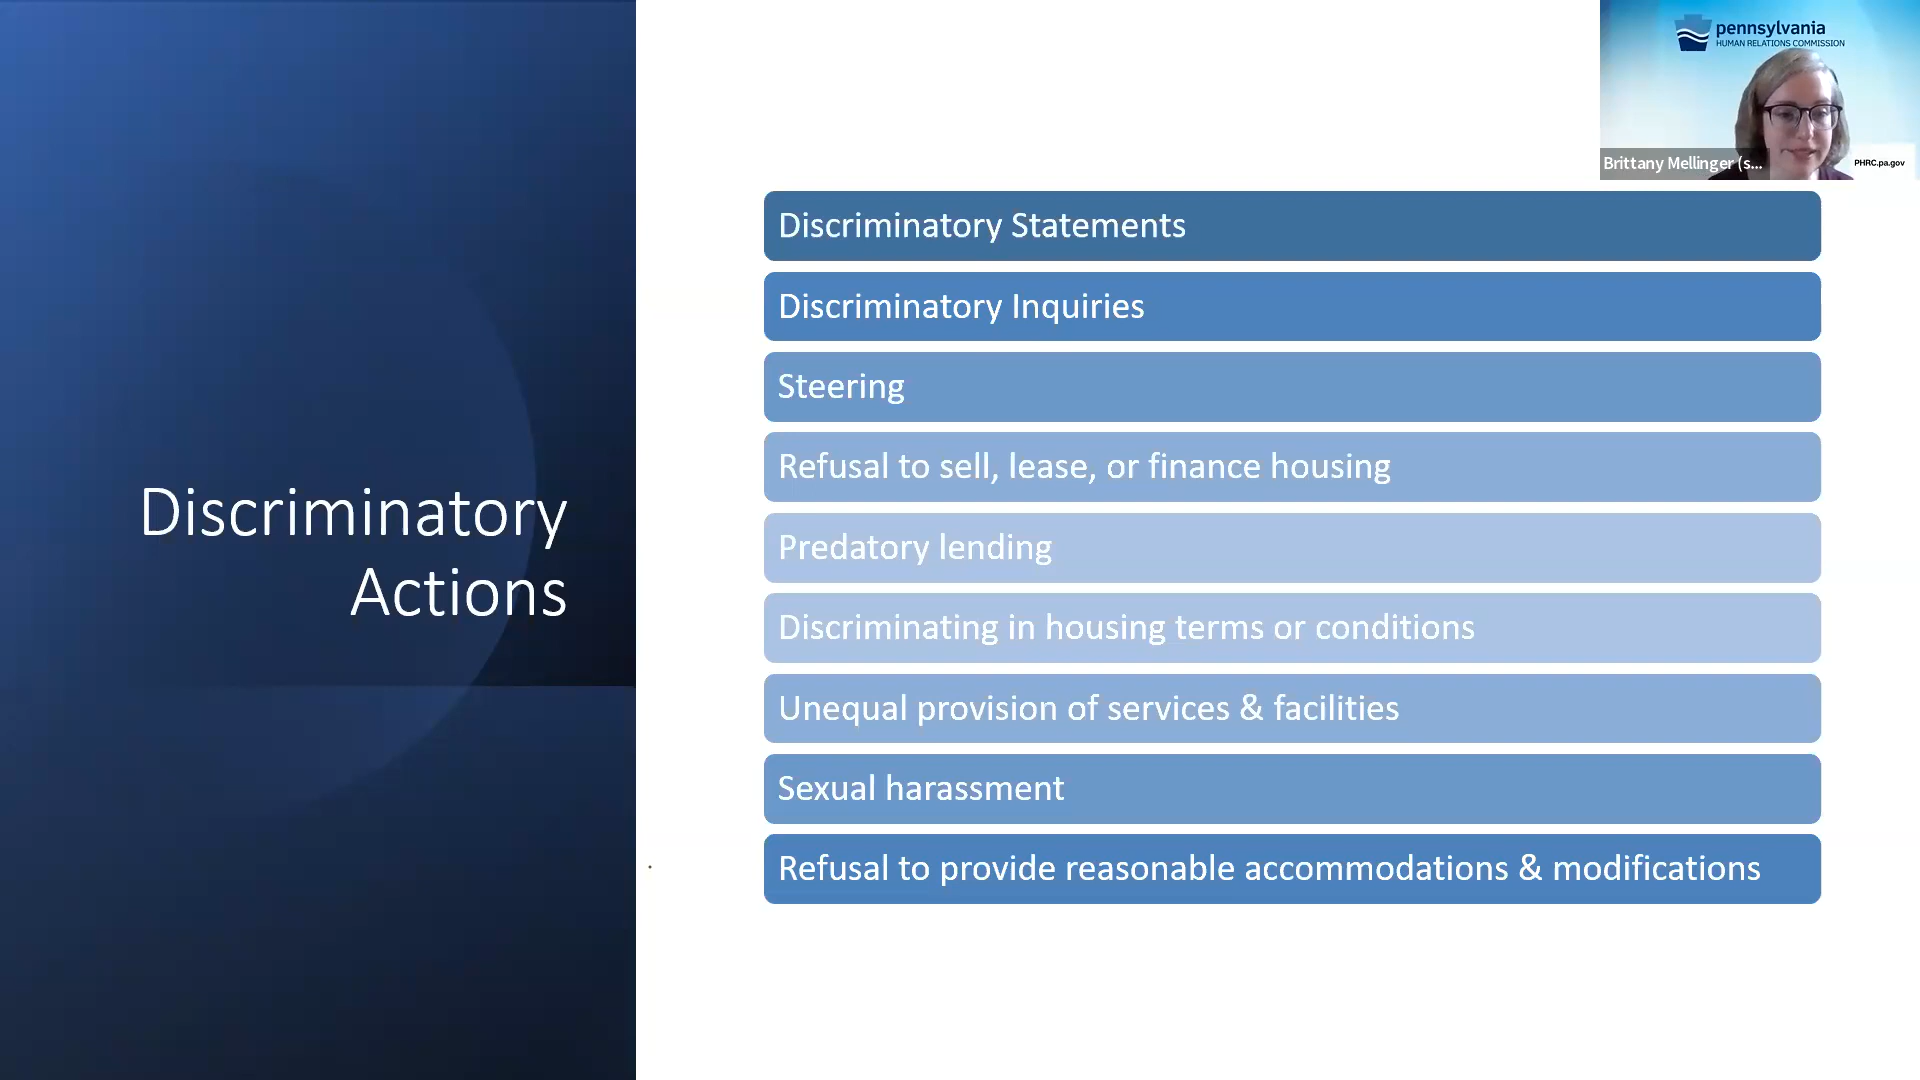 pennsylvania
HUMAN RELATIONS COMMISSION
Brittany Mellinger (s...
PHRC.pa.gov
Discriminatory
Actions
Discriminatory Statements
Discriminatory Inquiries
Steering
Refusal to sell, lease, or finance housing
Predatory lending
Discriminating in housing terms or conditions
Unequal provision of services & facilities
Sexual harassment
Refusal to provide reasonable accommodations & modifications